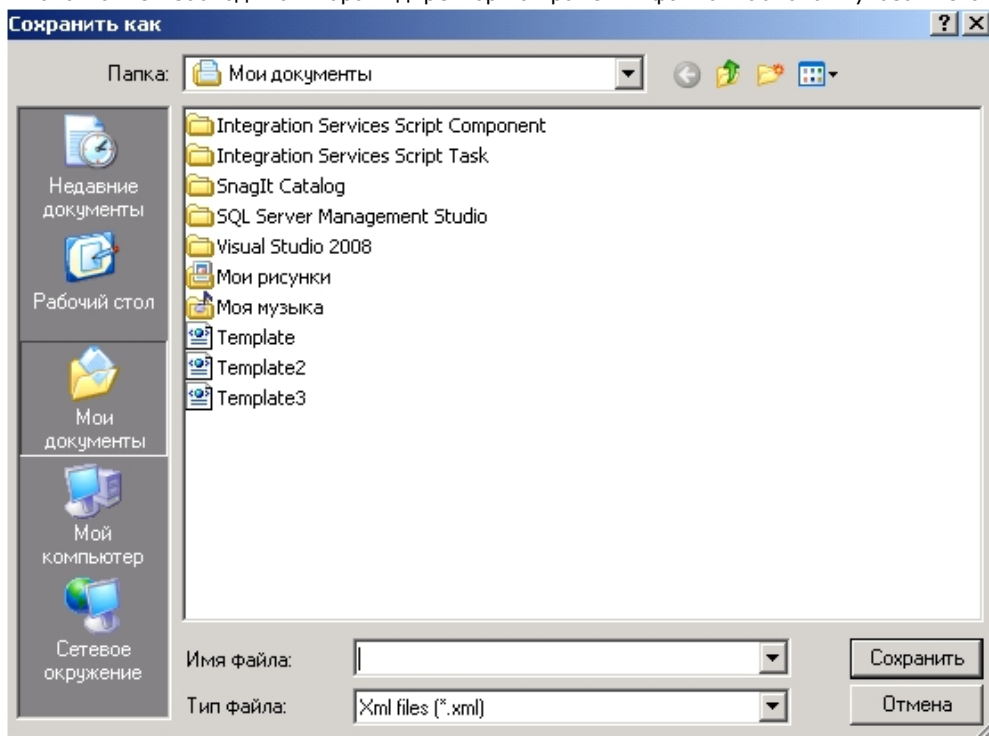 Сохранить как
Папка:
Мои документы
Недавние
документы
Рабочий стол
Мои
документы
Мой
компьютер
Сетевое
окружение
Integration Services Script Component
Integration Services Script Task
SnagIt Catalog
SQL Server Management Studio
Visual Studio 2008
Мои рисунки
Моя музыка
Template
Template2
Template3
Имя файла:
Сохранить
Тип файла:
Xml files (*.xml)
Отмена